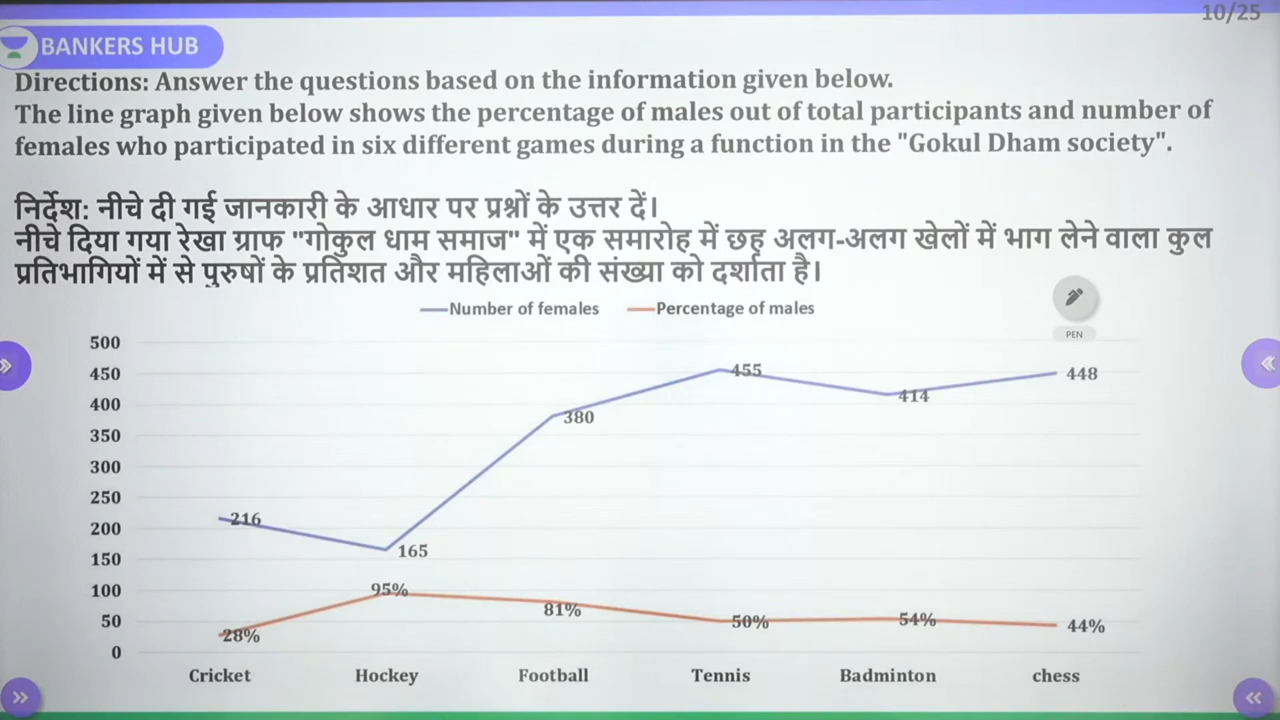 10/25
BANKERS HUB
Directions: Answer the questions based on the information given below.
The line graph given below shows the percentage of males out of total participants and number of
females who participated in six different games during a function in the "Gokul Dham society".
निर्देश: नीचे दी गई जानकारी के आधार पर प्रश्नों के उत्तर दें।
नीचे दिया गया रेखा ग्राफ "गोकुल धाम समाज" में एक समारोह में छह अलग-अलग खेलों में भाग लेने वाला कुल
प्रतिभागियों में से पुरुषों के प्रतिशत और महिलाओं की संख्या को दर्शाता है।
Number of females Percentage of males
PEN
500
450
400
350
300
250
200
150
100
50
0
216
165
380
455
414
448
28%
95%
81%
50%
54%
44%
Cricket Hockey Football Tennis Badminton chess